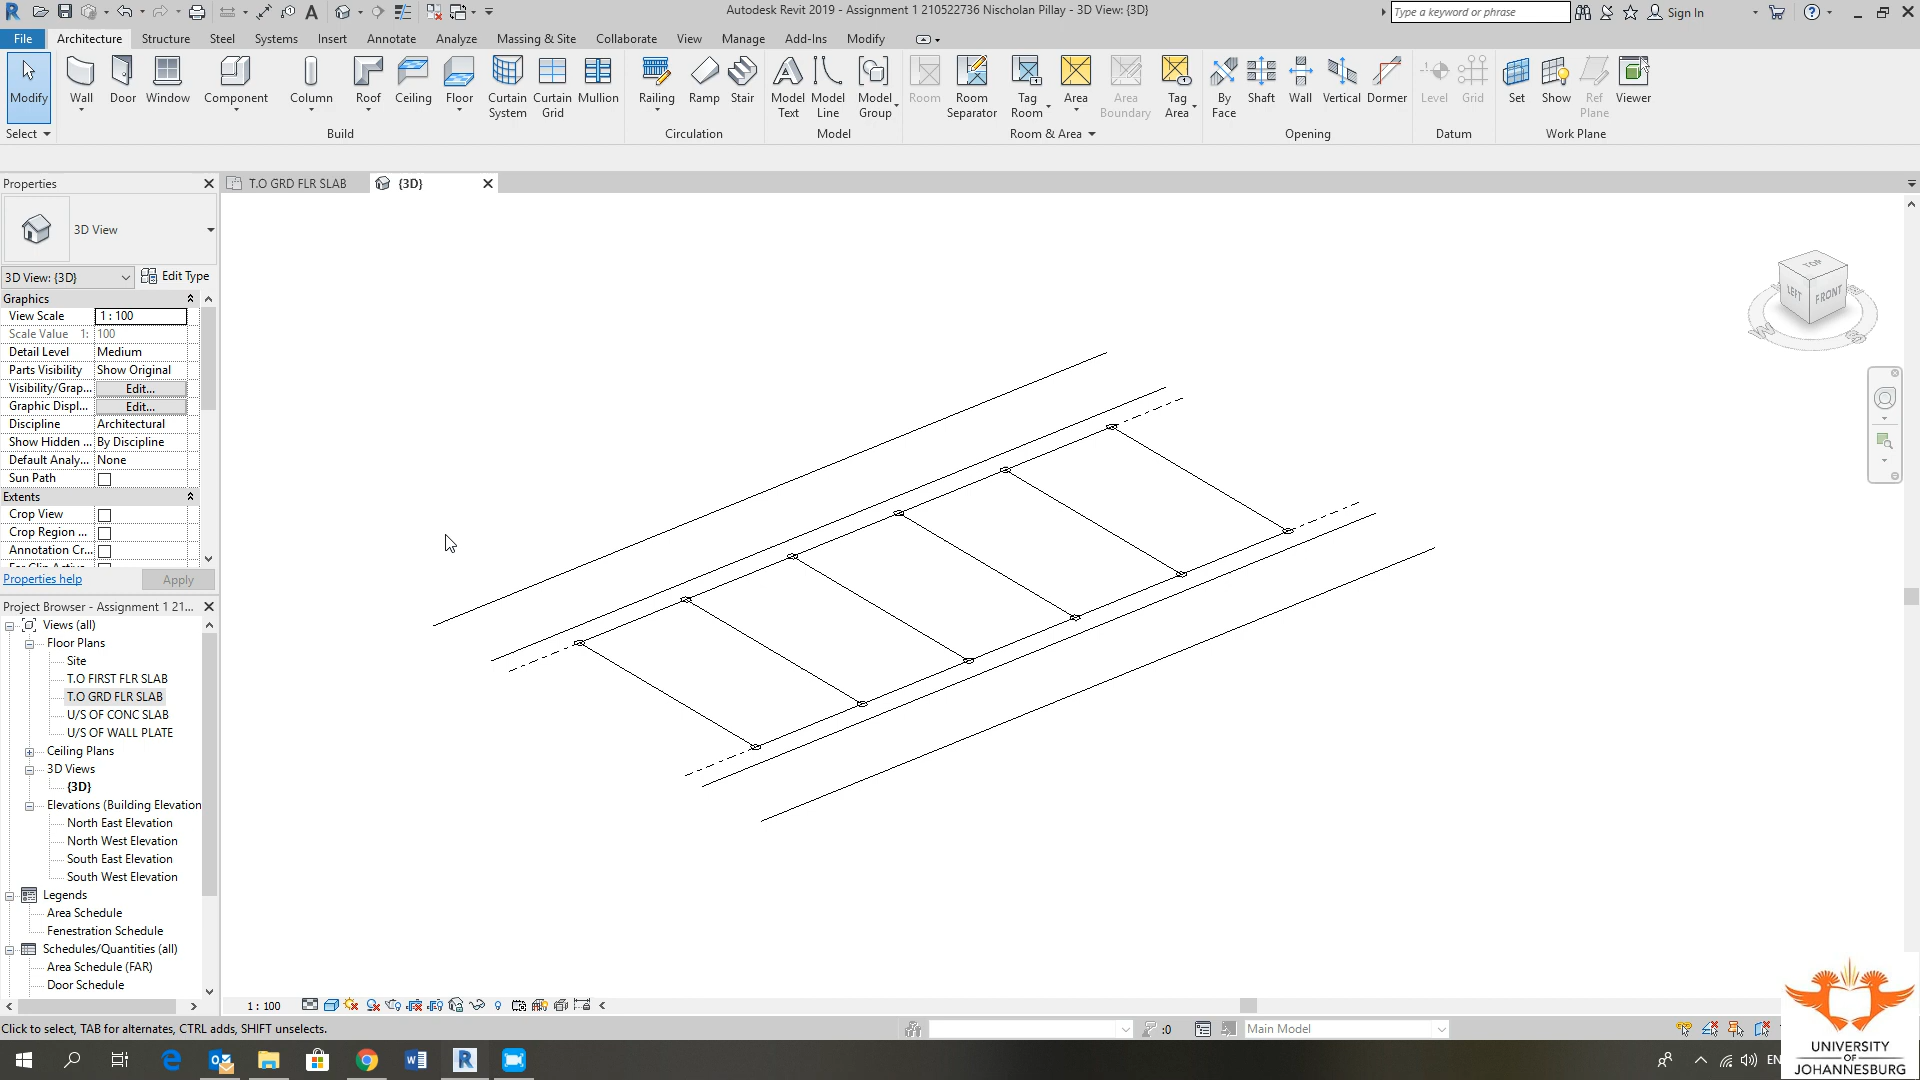 Autodesk Revit 2019 - Assignment 1 210522736 Nischolan Pillay - 3D View: {3D}
Type a keyword or phrase
Sign In
File Architecture Structure Steel Systems Insert Annotate Analyze Massing & Site Collaborate View Manage Add-Ins Modify
Modify Wall Door Window Component Column Roof Ceiling Floor Curtain System Curtain Grid Mullion Railing Ramp Stair Model Text Model Line Model Group Room Room Separator Tag Room Area Area Boundary Tag Area By Face Shaft Wall Vertical Dormer Level Grid Set Show Ref Plane Viewer
Select Build Circulation Model Room & Area Opening Datum Work Plane
Properties
T.O GRD FLR SLAB {3D}
3D View
3D View: {3D} Edit Type
Graphics
View Scale 1 : 100
Scale Value 1: 100
Detail Level Medium
Parts Visibility Show Original
Visibility/Grap... Edit...
Graphic Displ... Edit...
Discipline Architectural
Show Hidden ... By Discipline
Default Analy... None
Sun Path
Extents
Crop View
Crop Region ...
Annotation Cr...
Far Clip Active
Properties help Apply
Project Browser - Assignment 1 21...
Views (all)
Floor Plans
Site
T.O FIRST FLR SLAB
T.O GRD FLR SLAB
U/S OF CONC SLAB
U/S OF WALL PLATE
Ceiling Plans
3D Views
{3D}
Elevations (Building Elevation
North East Elevation
North West Elevation
South East Elevation
South West Elevation
Legends
Area Schedule
Fenestration Schedule
Schedules/Quantities (all)
Area Schedule (FAR)
Door Schedule
TOP
LEFT FRONT
W S
1 : 100
Click to select, TAB for alternates, CTRL adds, SHIFT unselects.
:0
Main Model
EN
UNIVERSITY
OF
JOHANNESBURG